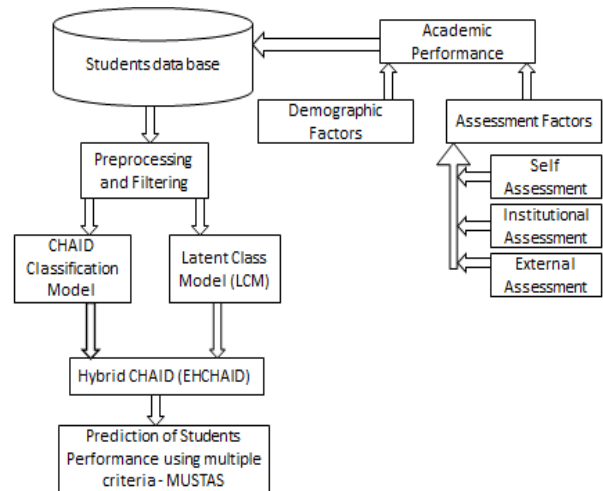 Students data base
Academic
Performance
Demographic
Factors
Assessment Factors
Self
Assessment
Institutional
Assessment
External
Assessment
Preprocessing
and Filtering
CHAID
Classification
Model
Latent Class
Model (LCM)
Hybrid CHAID (EHCHAID)
Prediction of Students
Performance using multiple
criteria - MUSTAS